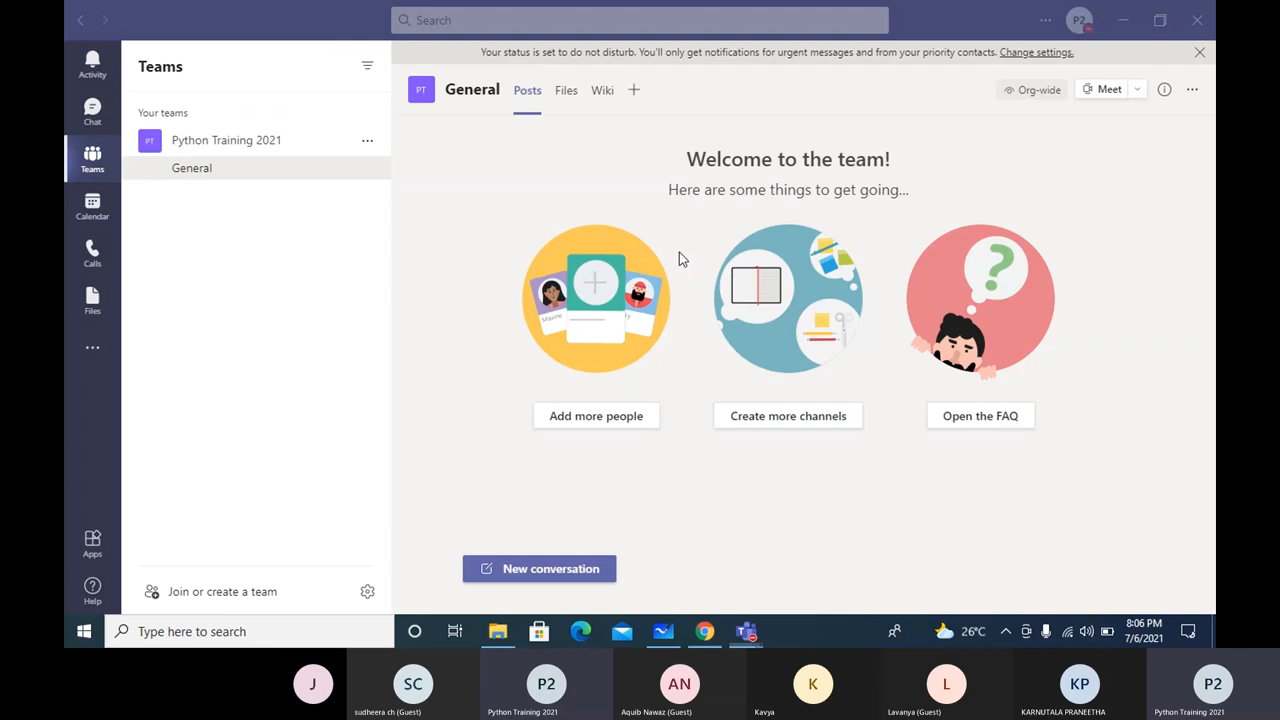 Search
P2
Your status is set to do not disturb. You'll only get notifications for urgent messages and from your priority contacts. Change settings.
Activity
Chat
Teams
Calendar
Calls
Files
Apps
Help
Teams
Your teams
PT Python Training 2021
General
Join or create a team
PT General Posts Files Wiki
Org-wide Meet
Welcome to the team!
Here are some things to get going...
Maxine
Add more people
Create more channels
Open the FAQ
New conversation
Type here to search
26°C
8:06 PM
7/6/2021
J
SC
sudheera ch (Guest)
P2
Python Training 2021
AN
Aquib Nawaz (Guest)
K
Kavya
L
Lavanya (Guest)
KP
KARNUTALA PRANEETHA
P2
Python Training 2021